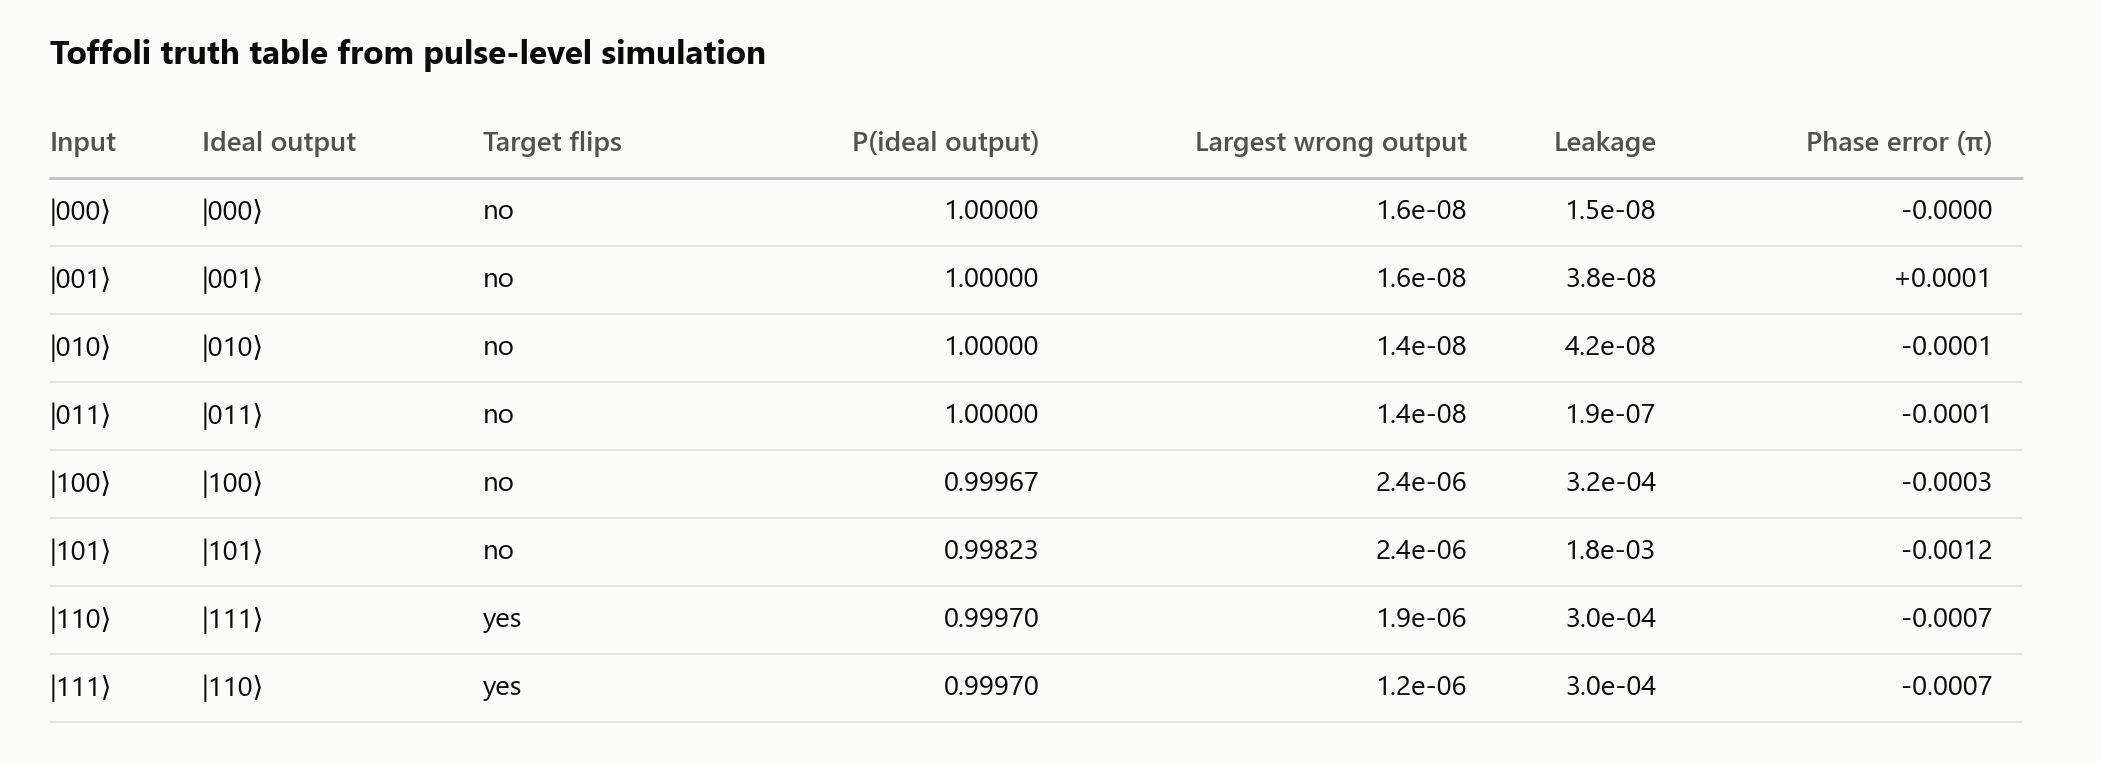 Toffoli truth table from pulse-level simulation
Input Ideal output Target flips P(ideal output) Largest wrong output Leakage Phase error (π)
|000⟩ |000⟩ no 1.00000 1.6e-08 1.5e-08 -0.0000
|001⟩ |001⟩ no 1.00000 1.6e-08 3.8e-08 +0.0001
|010⟩ |010⟩ no 1.00000 1.4e-08 4.2e-08 -0.0001
|011⟩ |011⟩ no 1.00000 1.4e-08 1.9e-07 -0.0001
|100⟩ |100⟩ no 0.99967 2.4e-06 3.2e-04 -0.0003
|101⟩ |101⟩ no 0.99823 2.4e-06 1.8e-03 -0.0012
|110⟩ |111⟩ yes 0.99970 1.9e-06 3.0e-04 -0.0007
|111⟩ |110⟩ yes 0.99970 1.2e-06 3.0e-04 -0.0007